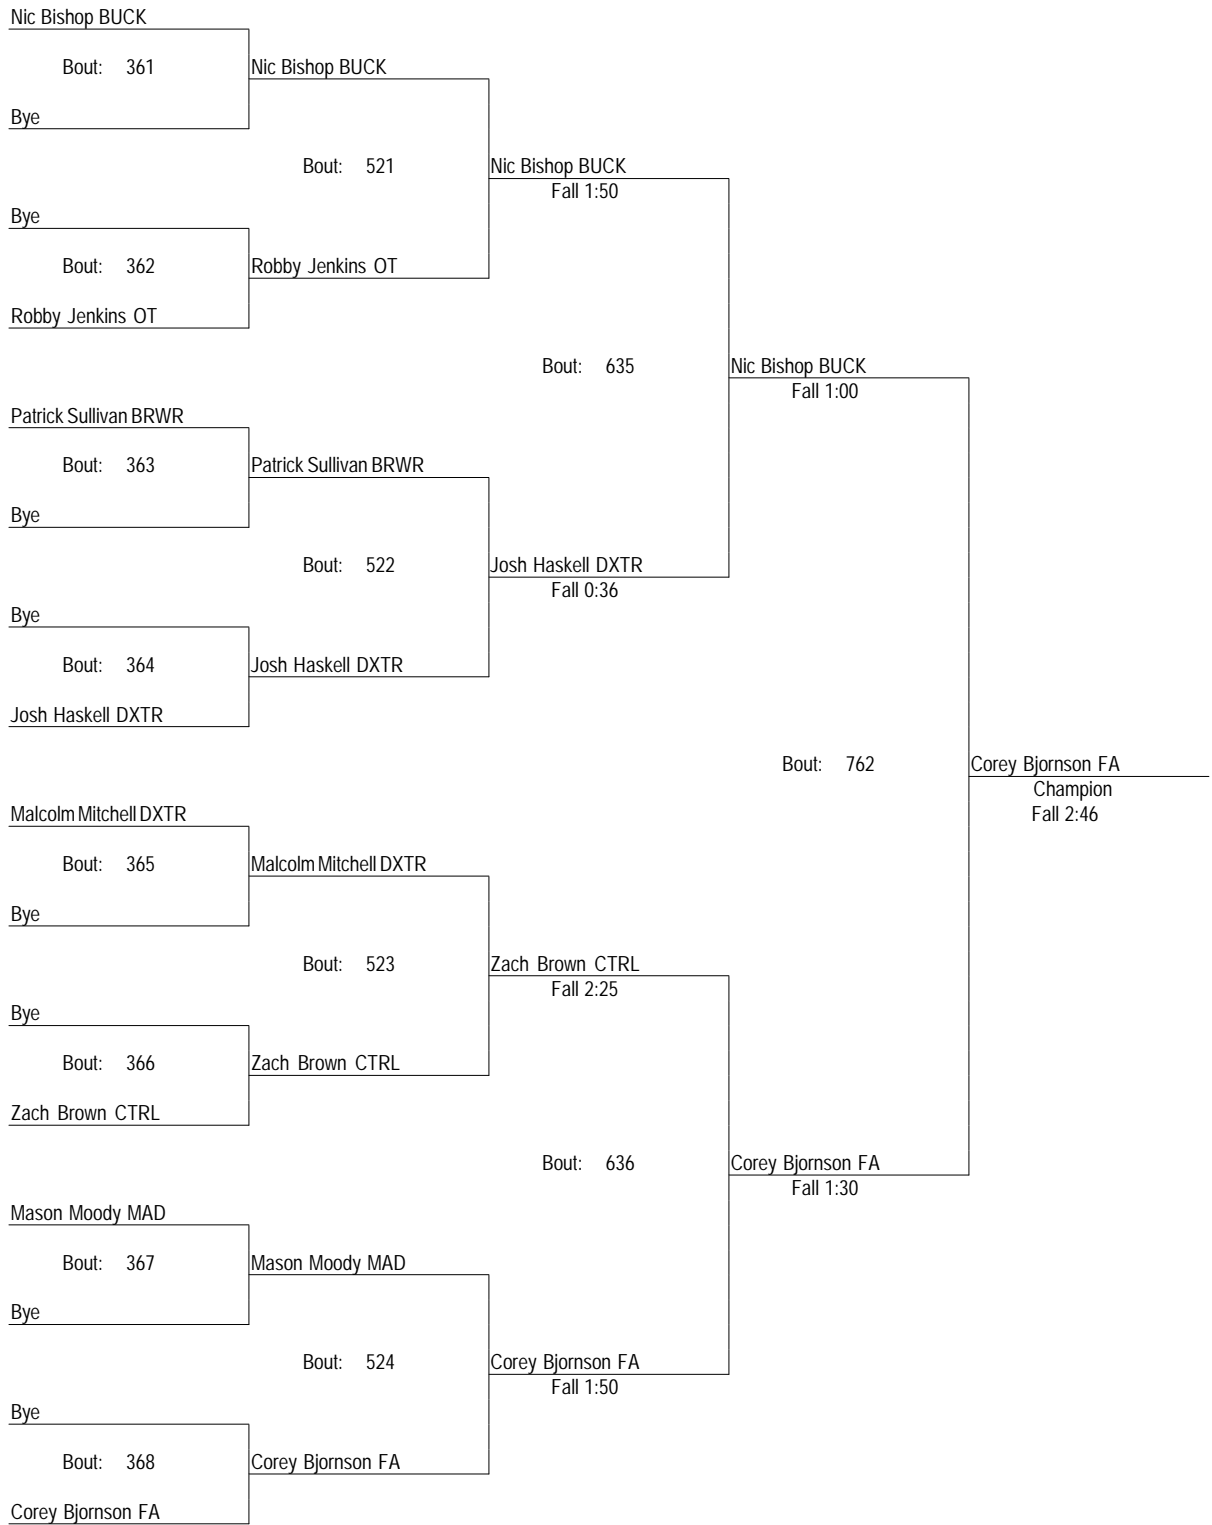 Nic Bishop BUCK
Bout: 361
Nic Bishop BUCK
Bye
Bout: 521
Nic Bishop BUCK
Fall 1:50
Bye
Bout: 362
Robby Jenkins OT
Robby Jenkins OT
Bout: 635
Nic Bishop BUCK
Fall 1:00
Patrick Sullivan BRWR
Bout: 363
Patrick Sullivan BRWR
Bye
Bout: 522
Josh Haskell DXTR
Fall 0:36
Bye
Bout: 364
Josh Haskell DXTR
Josh Haskell DXTR
Bout: 762
Corey Bjornson FA
Champion
Fall 2:46
Malcolm Mitchell DXTR
Bout: 365
Malcolm Mitchell DXTR
Bye
Bout: 523
Zach Brown CTRL
Fall 2:25
Bye
Bout: 366
Zach Brown CTRL
Zach Brown CTRL
Bout: 636
Corey Bjornson FA
Fall 1:30
Mason Moody MAD
Bout: 367
Mason Moody MAD
Bye
Bout: 524
Corey Bjornson FA
Fall 1:50
Bye
Bout: 368
Corey Bjornson FA
Corey Bjornson FA